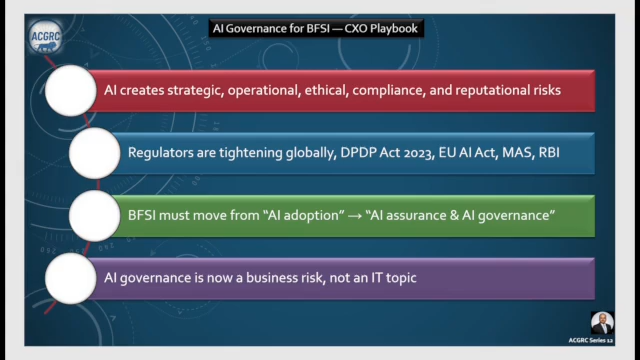 AI Governance for BFSI — CXO Playbook
ACGRC
AI creates strategic, operational, ethical, compliance, and reputational risks
Regulators are tightening globally, DPDP Act 2023, EU AI Act, MAS, RBI
BFSI must move from “AI adoption” → “AI assurance & AI governance”
AI governance is now a business risk, not an IT topic
ACGRC Series 12